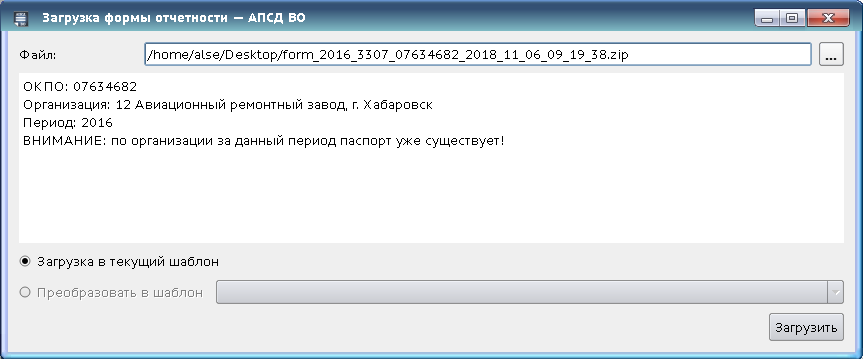 Загрузка формы отчетности — АПСД ВО
Файл: /home/alse/Desktop/form_2016_3307_07634682_2018_11_06_09_19_38.zip ...
ОКПО: 07634682
Организация: 12 Авиационный ремонтный завод, г. Хабаровск
Период: 2016
ВНИМАНИЕ: по организации за данный период паспорт уже существует!
Загрузка в текущий шаблон
Преобразовать в шаблон
Загрузить